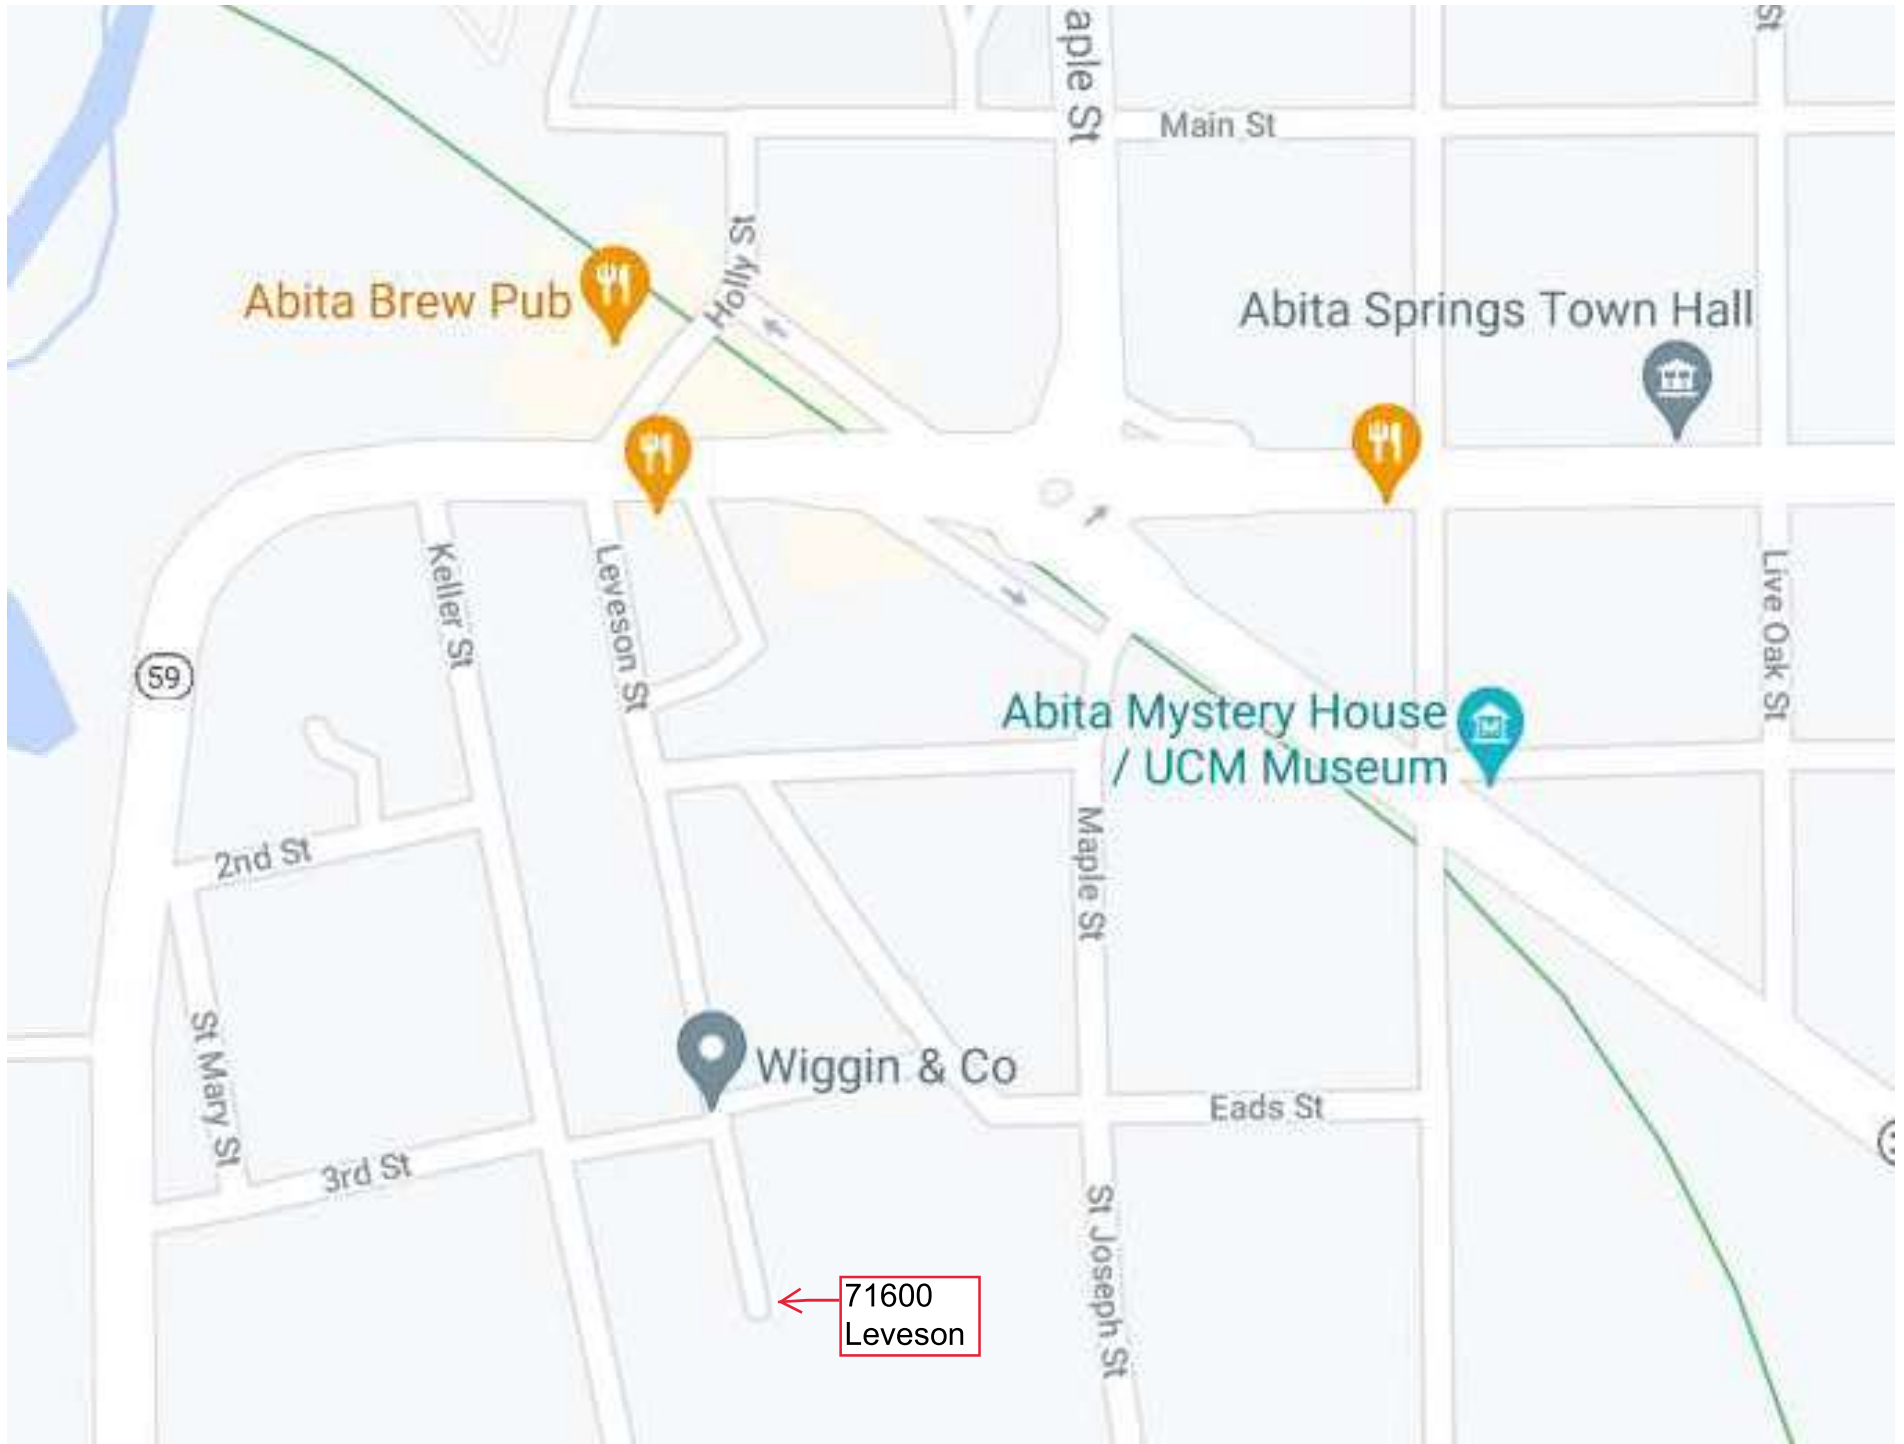 aple St
St
Main St
Holly St
Abita Brew Pub
Abita Springs Town Hall
Keller St
Leveson St
Live Oak St
59
Abita Mystery House
/ UCM Museum
2nd St
Maple St
St Mary St
Wiggin & Co
Eads St
3rd St
St Joseph St
71600
Leveson